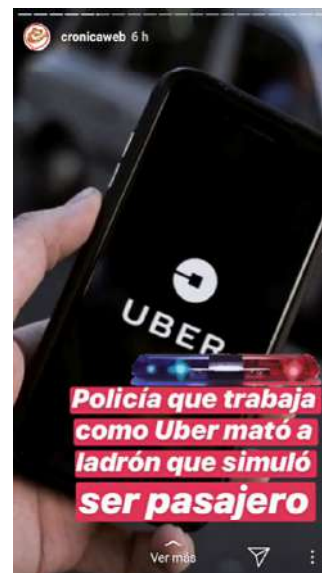 cronicaweb 6 h
UBER
Policía que trabaja
como Uber mató a
ladrón que simuló
ser pasajero
Ver más